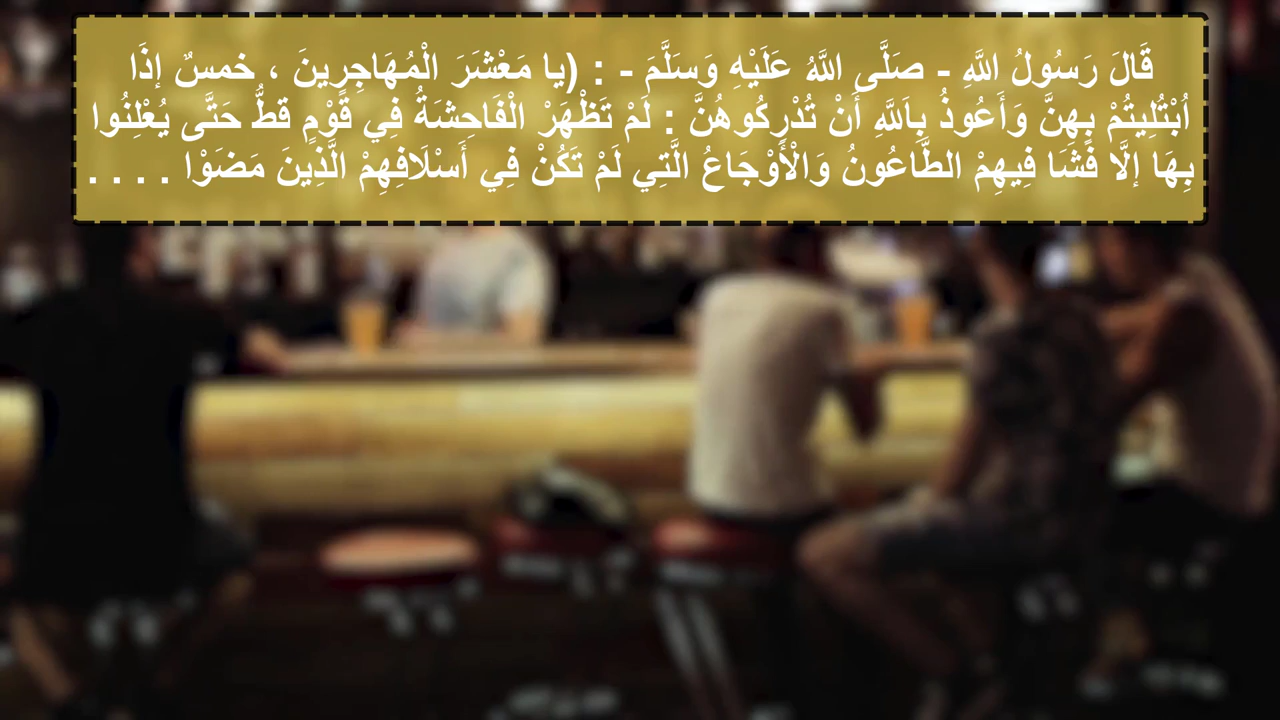 قَالَ رَسُولُ اللَّهِ - صَلَّى اللَّهُ عَلَيْهِ وَسَلَّمَ - : (يا مَعْشَرَ الْمُهَاجِرِينَ ، خمسٌ إذَا
اُبْتُلِيتُمْ بِهِنَّ وَأَعُوذُ بِاَللَّهِ أَنْ تُدْرِكُوهُنَّ : لَمْ تَظْهَرْ الْفَاحِشَةُ فِي قَوْمٍ قطُّ حَتَّى يُعْلِنُوا
بِهَا إلَّا فَشَا فِيهِمْ الطَّاعُونُ وَالْأَوْجَاعُ الَّتِي لَمْ تَكُنْ فِي أَسْلَافِهِمْ الَّذِينَ مَضَوْا . . . .